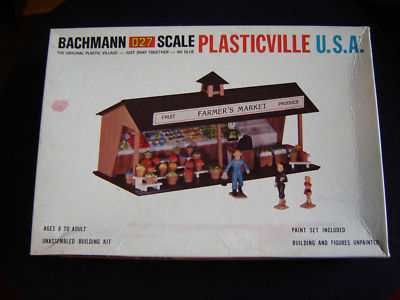 BACHMANN 027 SCALE PLASTICVILLE U.S.A.
THE ORIGINAL PLASTIC VILLAGE — JUST SNAP TOGETHER — NO GLUE
FRUIT FARMER'S MARKET PRODUCE
AGES 8 TO ADULT
UNASSEMBLED BUILDING KIT
PAINT SET INCLUDED
BUILDING AND FIGURES UNPAINTED